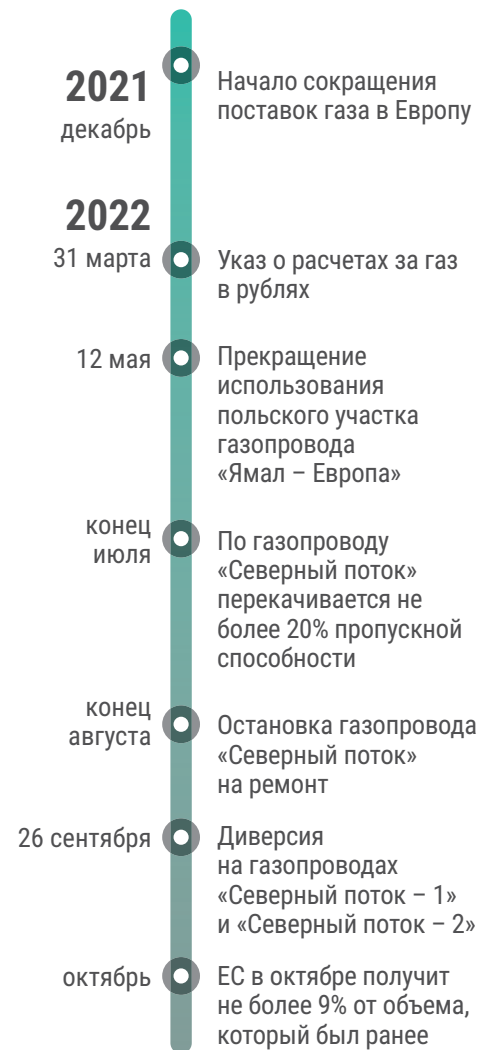 2021
декабрь
Начало сокращения
поставок газа в Европу
2022
31 марта
Указ о расчетах за газ
в рублях
12 мая
Прекращение
использования
польского участка
газопровода
«Ямал – Европа»
конец
июля
По газопроводу
«Северный поток»
перекачивается не
более 20% пропускной
способности
конец
августа
Остановка газопровода
«Северный поток»
на ремонт
26 сентября
Диверсия
на газопроводах
«Северный поток – 1»
и «Северный поток – 2»
октябрь
ЕС в октябре получит
не более 9% от объема,
который был ранее